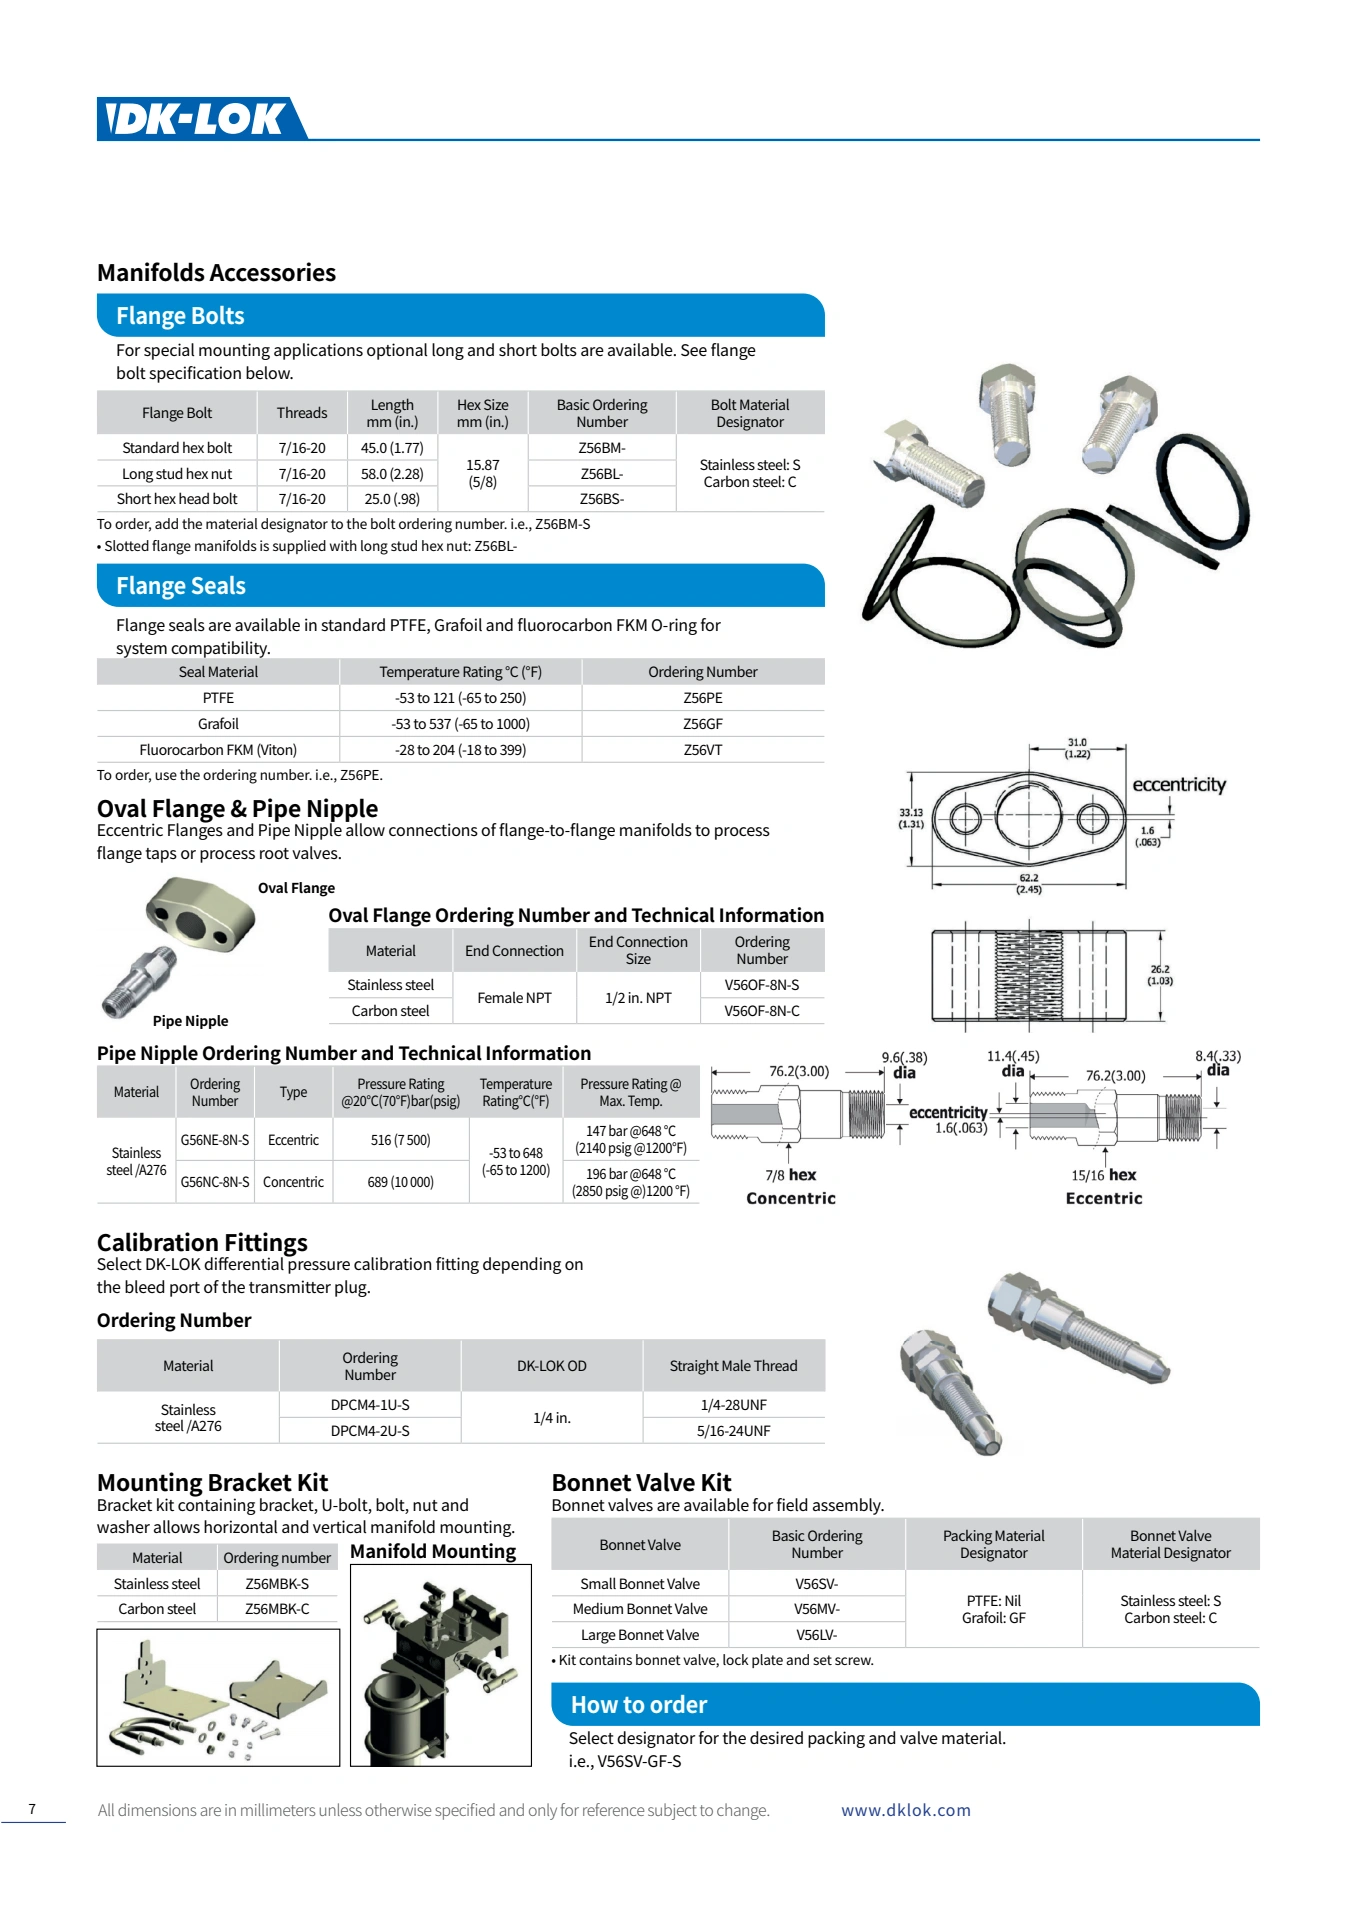 DK-LOK
Manifolds Accessories
Flange Bolts
For special mounting applications optional long and short bolts are available. See flange
bolt specification below.
Flange Bolt Threads Length mm (in.) Hex Size mm (in.) Basic Ordering Number Bolt Material Designator
Standard hex bolt 7/16-20 45.0 (1.77) 15.87 (5/8) Z56BM- Stainless steel: S Carbon steel: C
Long stud hex nut 7/16-20 58.0 (2.28) Z56BL-
Short hex head bolt 7/16-20 25.0 (.98) Z56BS-
To order, add the material designator to the bolt ordering number. i.e., Z56BM-S
• Slotted flange manifolds is supplied with long stud hex nut: Z56BL-
Flange Seals
Flange seals are available in standard PTFE, Grafoil and fluorocarbon FKM O-ring for
system compatibility.
Seal Material Temperature Rating °C (°F) Ordering Number
PTFE -53 to 121 (-65 to 250) Z56PE
Grafoil -53 to 537 (-65 to 1000) Z56GF
Fluorocarbon FKM (Viton) -28 to 204 (-18 to 399) Z56VT
To order, use the ordering number. i.e., Z56PE.
31.0
(1.22)
eccentricity
33.13
(1.31)
1.6
(.063)
62.2
(2.45)
26.2
(1.03)
Oval Flange & Pipe Nipple
Eccentric Flanges and Pipe Nipple allow connections of flange-to-flange manifolds to process
flange taps or process root valves.
Oval Flange
Pipe Nipple
Oval Flange Ordering Number and Technical Information
Material End Connection End Connection Size Ordering Number
Stainless steel Female NPT 1/2 in. NPT V56OF-8N-S
Carbon steel V56OF-8N-C
Pipe Nipple Ordering Number and Technical Information
Material Ordering Number Type Pressure Rating @20°C(70°F)bar(psig) Temperature Rating°C(°F) Pressure Rating @ Max. Temp.
Stainless steel /A276 G56NE-8N-S Eccentric 516 (7 500) -53 to 648 (-65 to 1200) 147 bar @648 °C (2140 psig @1200°F)
G56NC-8N-S Concentric 689 (10 000) 196 bar @648 °C (2850 psig @)1200 °F)
76.2(3.00)
9.6(.38)
dia
7/8 hex
Concentric
11.4(.45)
dia
76.2(3.00)
8.4(.33)
dia
eccentricity
1.6(.063)
15/16 hex
Eccentric
Calibration Fittings
Select DK-LOK differential pressure calibration fitting depending on
the bleed port of the transmitter plug.
Ordering Number
Material Ordering Number DK-LOK OD Straight Male Thread
Stainless steel /A276 DPCM4-1U-S 1/4 in. 1/4-28UNF
DPCM4-2U-S 5/16-24UNF
Mounting Bracket Kit
Bracket kit containing bracket, U-bolt, bolt, nut and
washer allows horizontal and vertical manifold mounting.
Material Ordering number
Stainless steel Z56MBK-S
Carbon steel Z56MBK-C
Manifold Mounting
Bonnet Valve Kit
Bonnet valves are available for field assembly.
Bonnet Valve Basic Ordering Number Packing Material Designator Bonnet Valve Material Designator
Small Bonnet Valve V56SV- PTFE: Nil Grafoil: GF Stainless steel: S Carbon steel: C
Medium Bonnet Valve V56MV-
Large Bonnet Valve V56LV-
• Kit contains bonnet valve, lock plate and set screw.
How to order
Select designator for the desired packing and valve material.
i.e., V56SV-GF-S
7
All dimensions are in millimeters unless otherwise specified and only for reference subject to change.
www.dklok.com